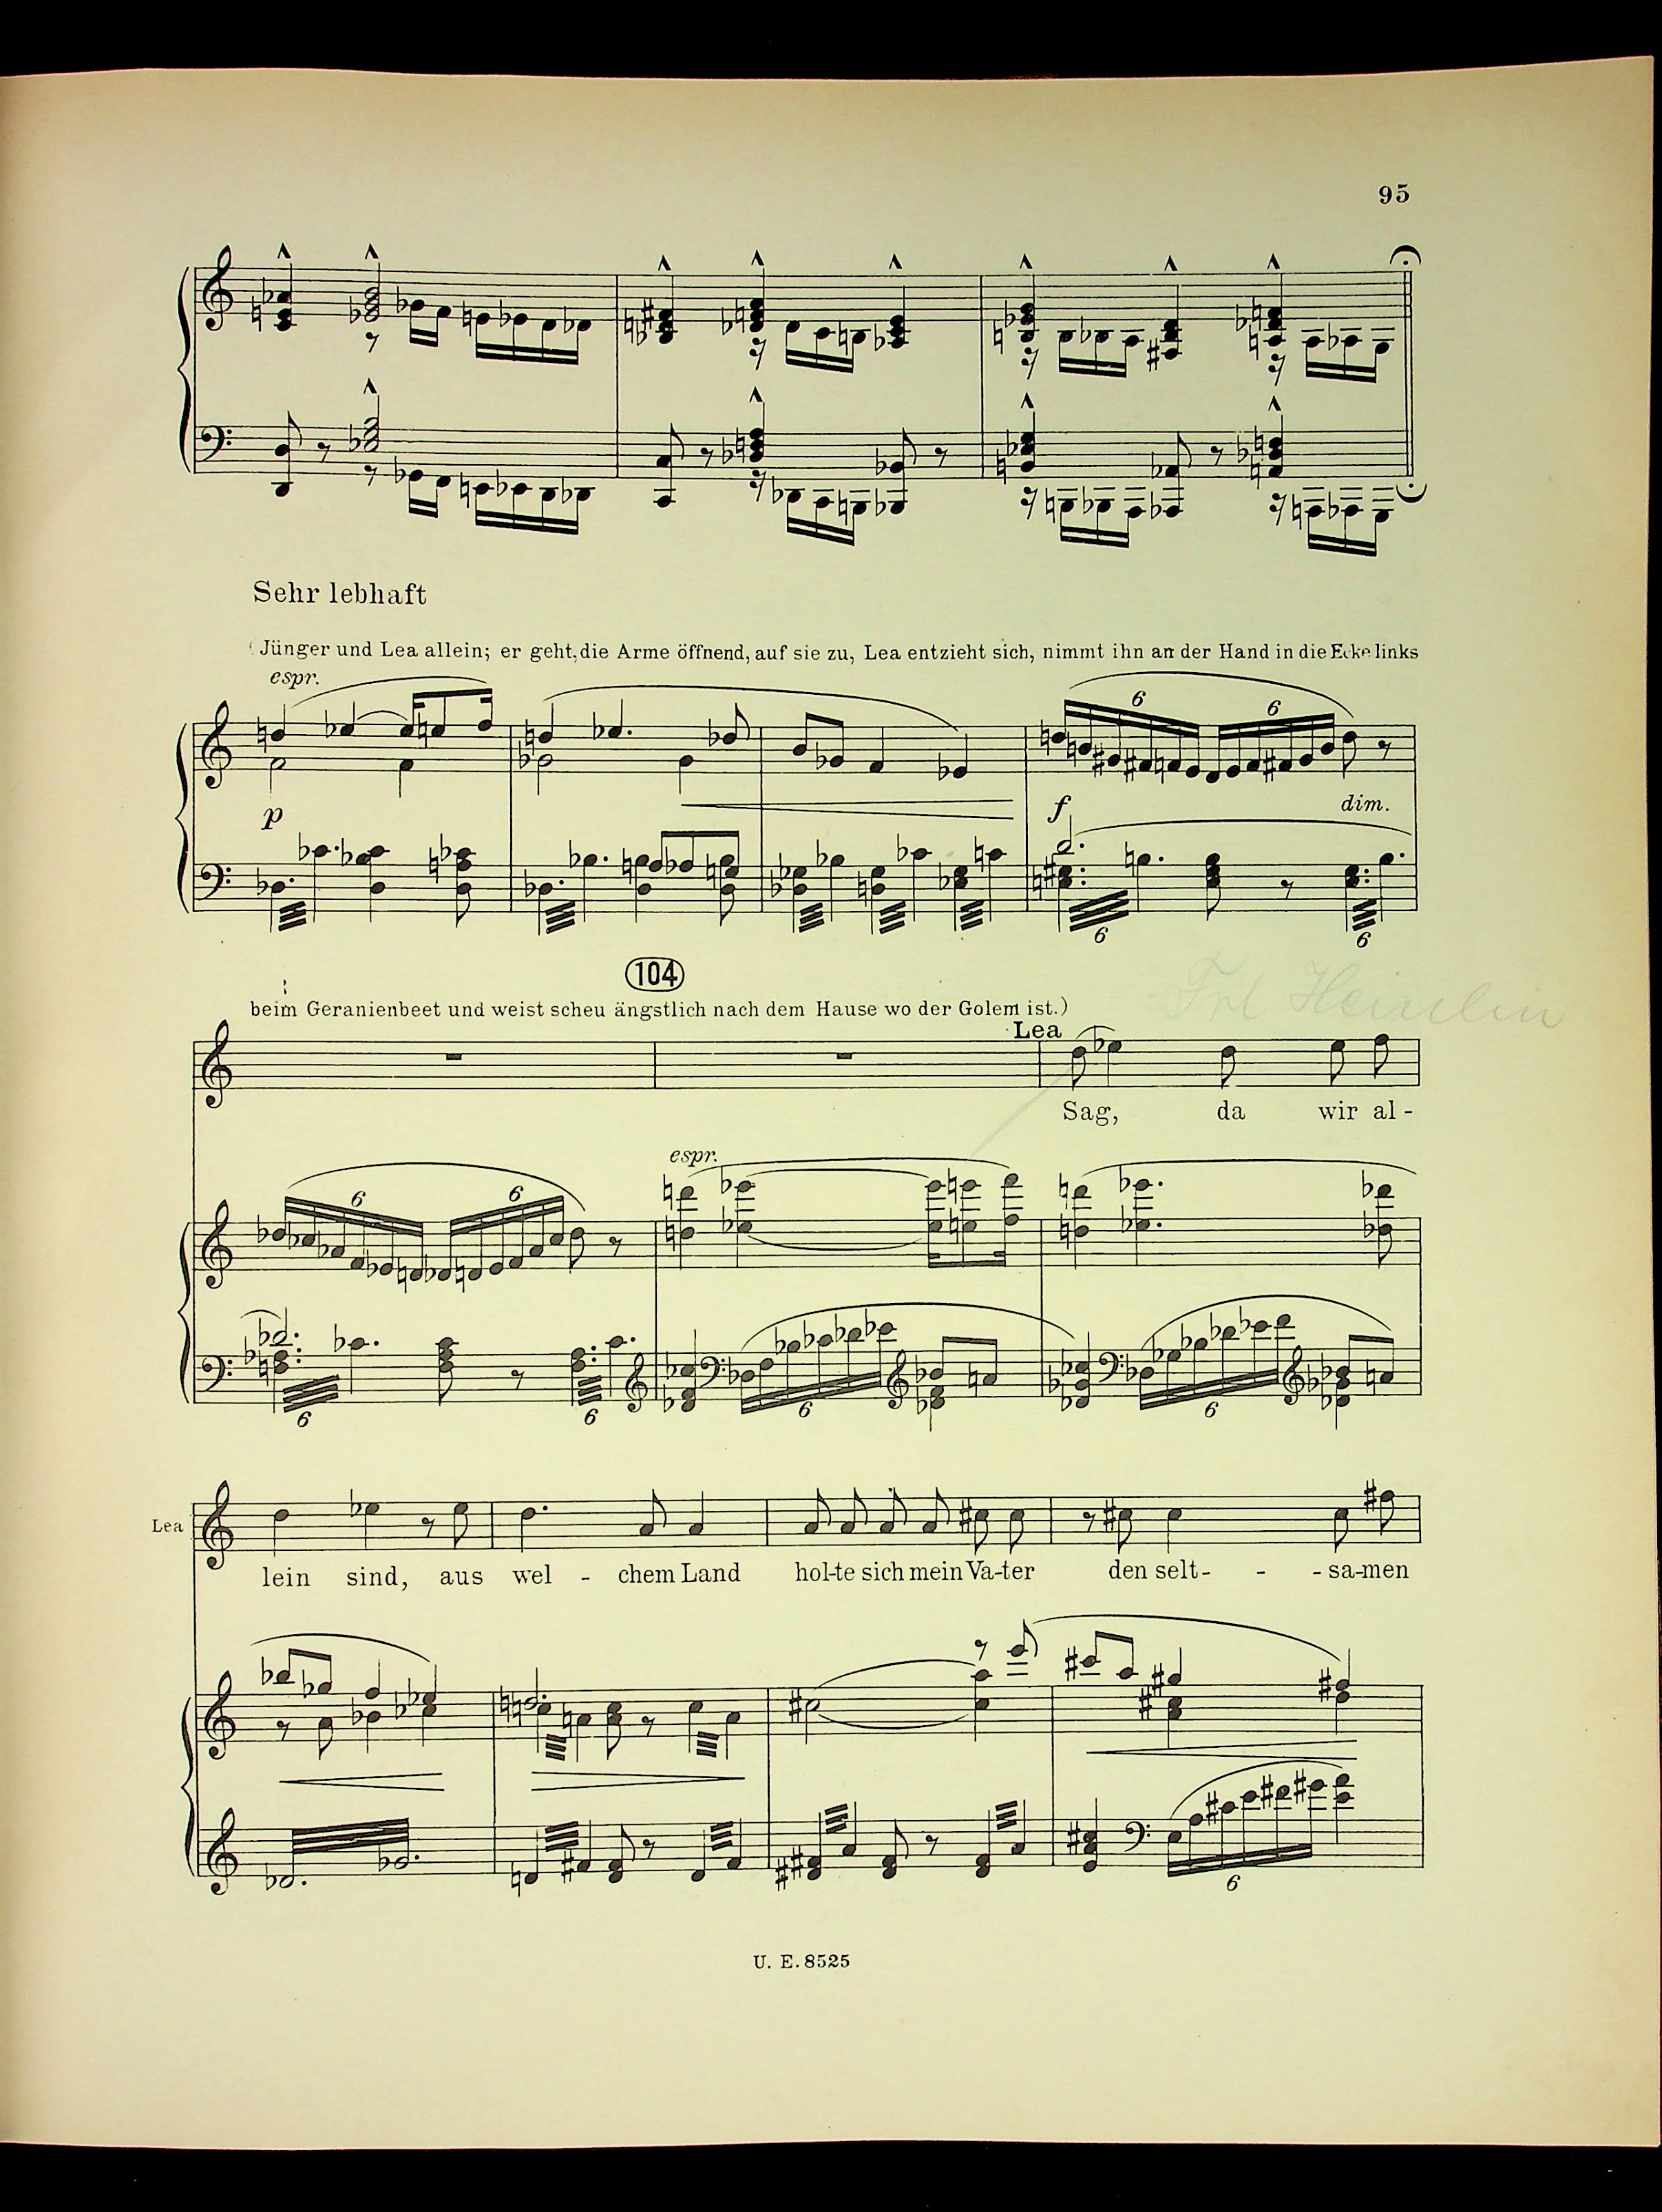 95
Sehr lebhaft
(Jünger und Lea allein; er geht, die Arme öffnend, auf sie zu, Lea entzieht sich, nimmt ihn an der Hand in die Ecke links
espr.
6 6
p f dim.
6 6
104
beim Geranienbeet und weist scheu ängstlich nach dem Hause wo der Golem ist.)
Lea
Sag, da wir al-
espr.
6 6
6 6 6 6
Lea
lein sind, aus wel - chem Land hol-te sich mein Va-ter den selt- - - sa-men
6
U. E. 8525